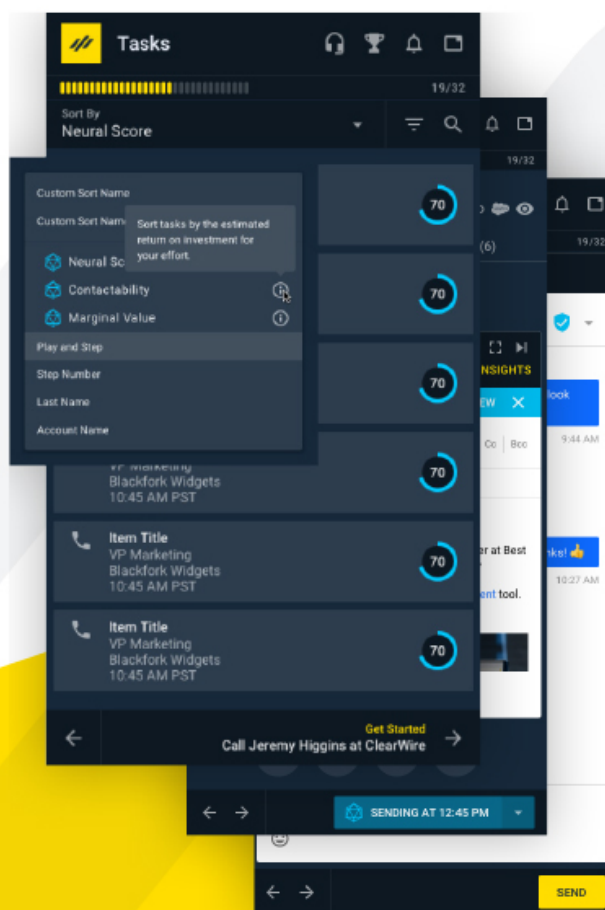 Tasks
19/32
Sort By
Neural Score
19/32
Custom Sort Name
Custom Sort Nam
Sort tasks by the estimated
return on investment for
your effort.
70
(6)
19/32
Neural Sc
Contactability
70
Marginal Value
Play and Step
NSIGHTS
Step Number
70
look
Last Name
EW
9:44 AM
Account Name
Cc
Bcc
VP Marketing
Blackfork Widgets
10:45 AM PST
70
Item Title
VP Marketing
Blackfork Widgets
10:45 AM PST
70
er at Best
nks! 👍
10:27 AM
ent tool.
Item Title
VP Marketing
Blackfork Widgets
10:45 AM PST
70
Get Started
Call Jeremy Higgins at ClearWire
SENDING AT 12:45 PM
SEND